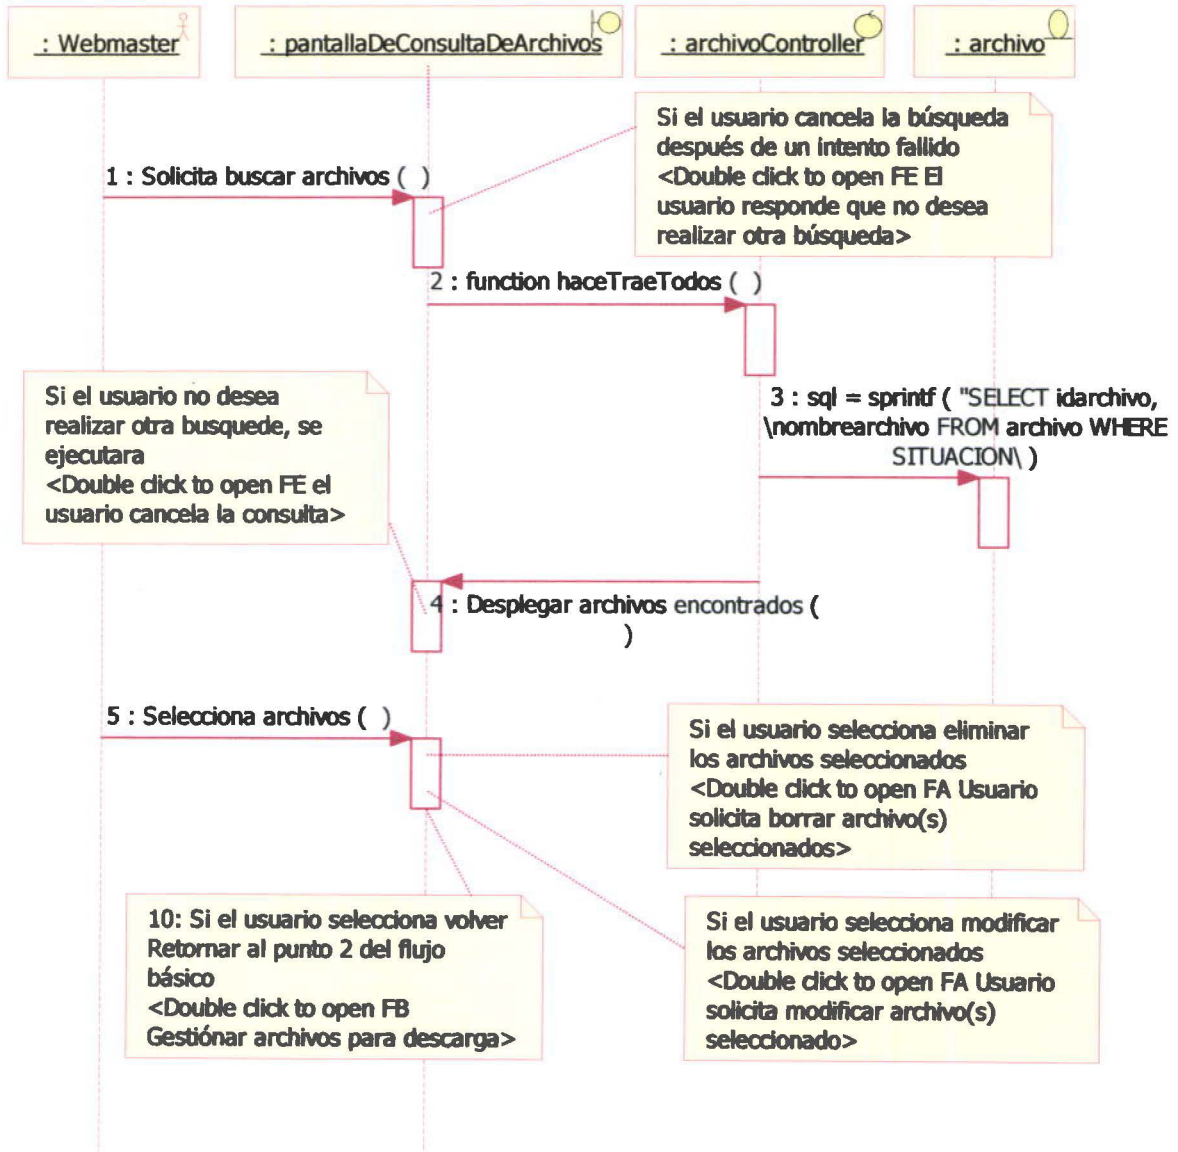 : Webmaster
: pantallaDeConsultaDeArchivos
: archivoController
: archivo
Si el usuario cancela la búsqueda
después de un intento fallido
<Double click to open FE El
usuario responde que no desea
realizar otra búsqueda>
1 : Solicita buscar archivos ( )
2 : function haceTraeTodos ( )
3 : sql = sprintf ( "SELECT idarchivo,
\nombrearchivo FROM archivo WHERE
SITUACION\ )
Si el usuario no desea
realizar otra busquede, se
ejecutara
<Double click to open FE el
usuario cancela la consulta>
4 : Desplegar archivos encontrados (
)
5 : Selecciona archivos ( )
Si el usuario selecciona eliminar
los archivos seleccionados
<Double click to open FA Usuario
solicita borrar archivo(s)
seleccionados>
10: Si el usuario selecciona volver
Retornar al punto 2 del flujo
básico
<Double click to open FB
Gestiónar archivos para descarga>
Si el usuario selecciona modificar
los archivos seleccionados
<Double click to open FA Usuario
solicita modificar archivo(s)
seleccionado>